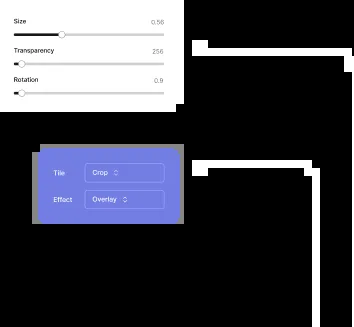 Size 0.56
Transparency 256
Rotation 0.9
Tile Crop
Effect Overlay